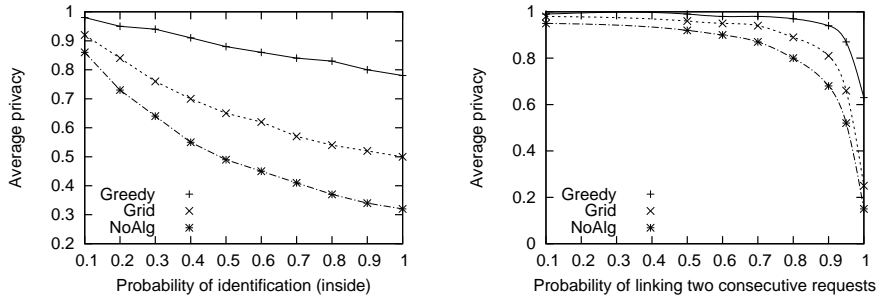 Average privacy
1
0.9
0.8
0.7
0.6
0.5
0.4
0.3
0.2
Greedy
Grid
NoAlg
0.1 0.2 0.3 0.4 0.5 0.6 0.7 0.8 0.9 1
Probability of identification (inside)
Average privacy
1
0.8
0.6
0.4
0.2
0
Greedy
Grid
NoAlg
0.1 0.2 0.3 0.4 0.5 0.6 0.7 0.8 0.9 1
Probability of linking two consecutive requests